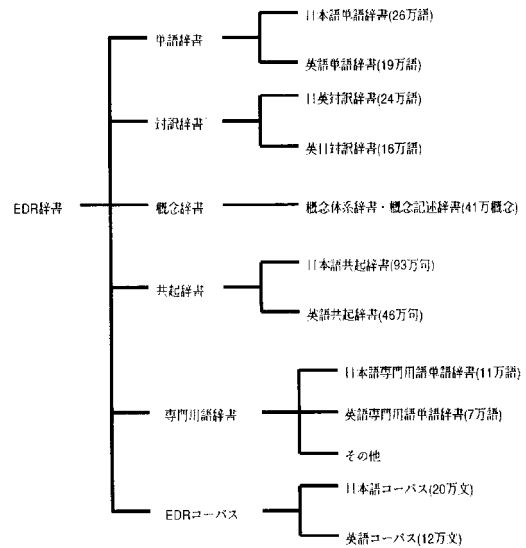 日本語単語辞書(26万語)
単語辞書
英語単語辞書(19万語)
日英対訳辞書(24万語)
対訳辞書
英日対訳辞書(16万語)
EDR辞書
概念辞書
概念体系辞書・概念記述辞書(41万概念)
日本語共起辞書(93万句)
共起辞書
英語共起辞書(46万句)
日本語専門用語単語辞書(11万語)
専門用語辞書
英語専門用語単語辞書(7万語)
その他
日本語コーパス(20万文)
EDRコーパス
英語コーパス(12万文)